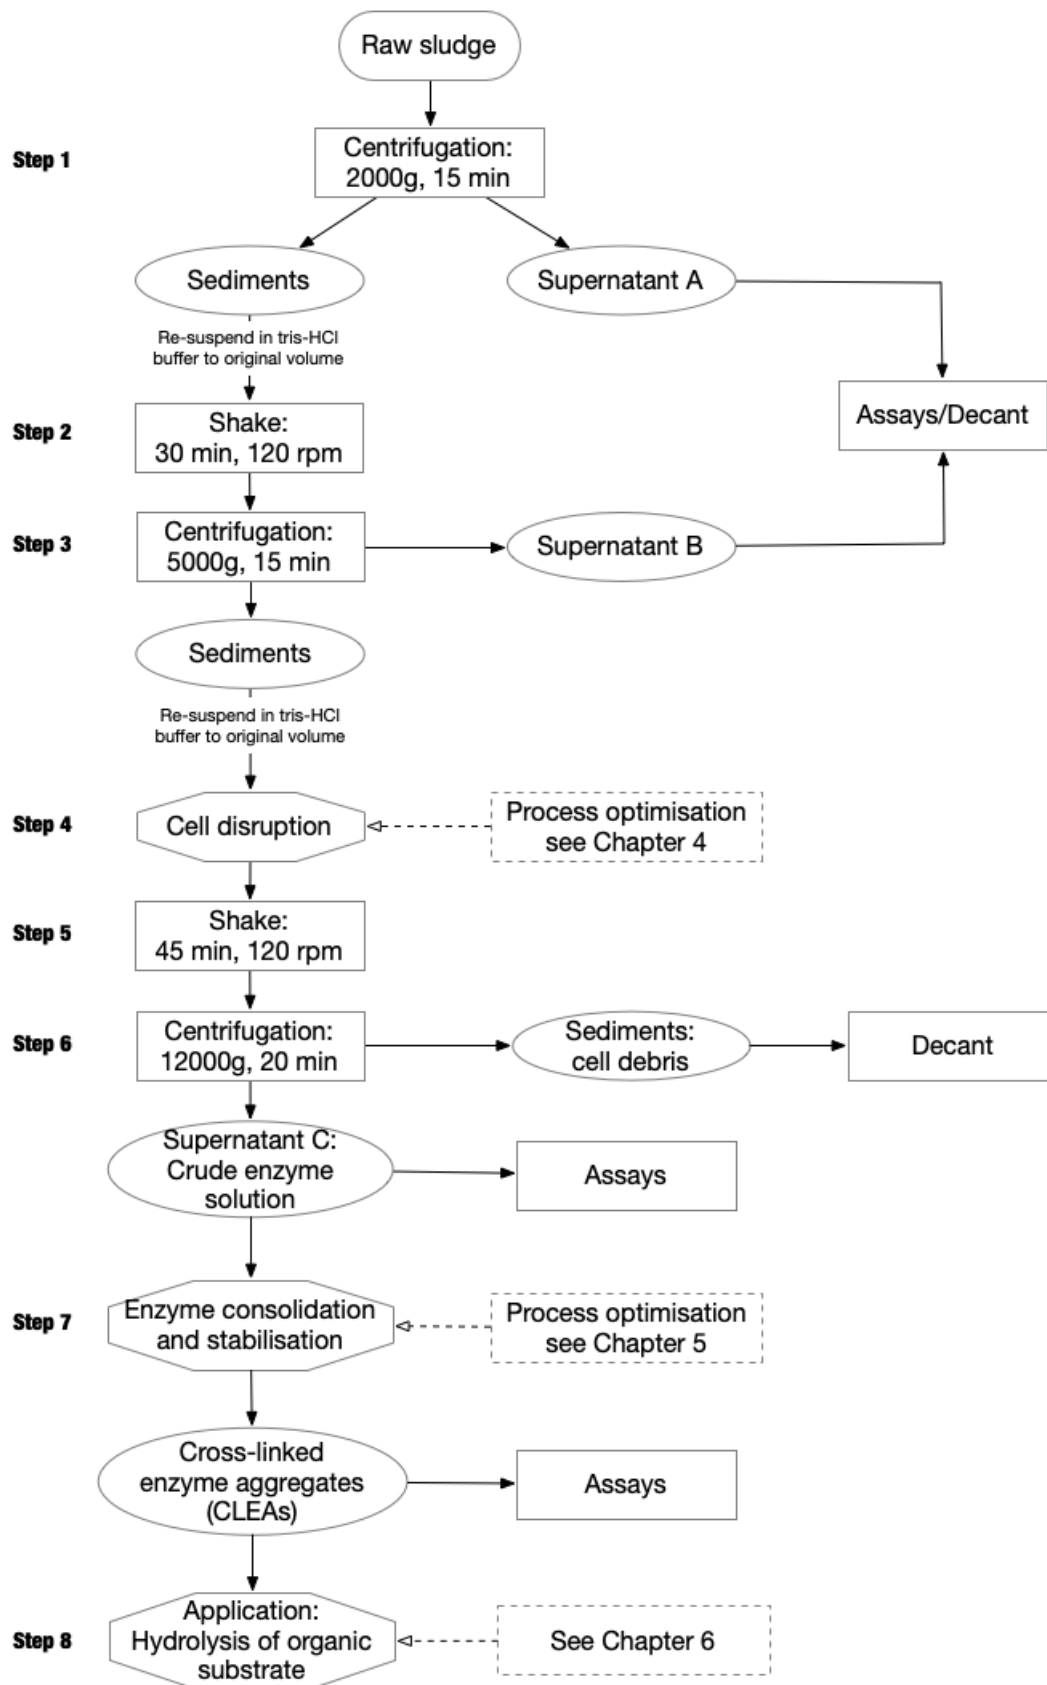 Raw sludge
Step 1
Centrifugation:
2000g, 15 min
Sediments
Supernatant A
Re-suspend in tris-HCl
buffer to original volume
Assays/Decant
Step 2
Shake:
30 min, 120 rpm
Step 3
Centrifugation:
5000g, 15 min
Supernatant B
Sediments
Re-suspend in tris-HCl
buffer to original volume
Step 4
Cell disruption
Process optimisation
see Chapter 4
Step 5
Shake:
45 min, 120 rpm
Step 6
Centrifugation:
12000g, 20 min
Sediments:
cell debris
Decant
Supernatant C:
Crude enzyme
solution
Assays
Step 7
Enzyme consolidation
and stabilisation
Process optimisation
see Chapter 5
Cross-linked
enzyme aggregates
(CLEAs)
Assays
Step 8
Application:
Hydrolysis of organic
substrate
See Chapter 6